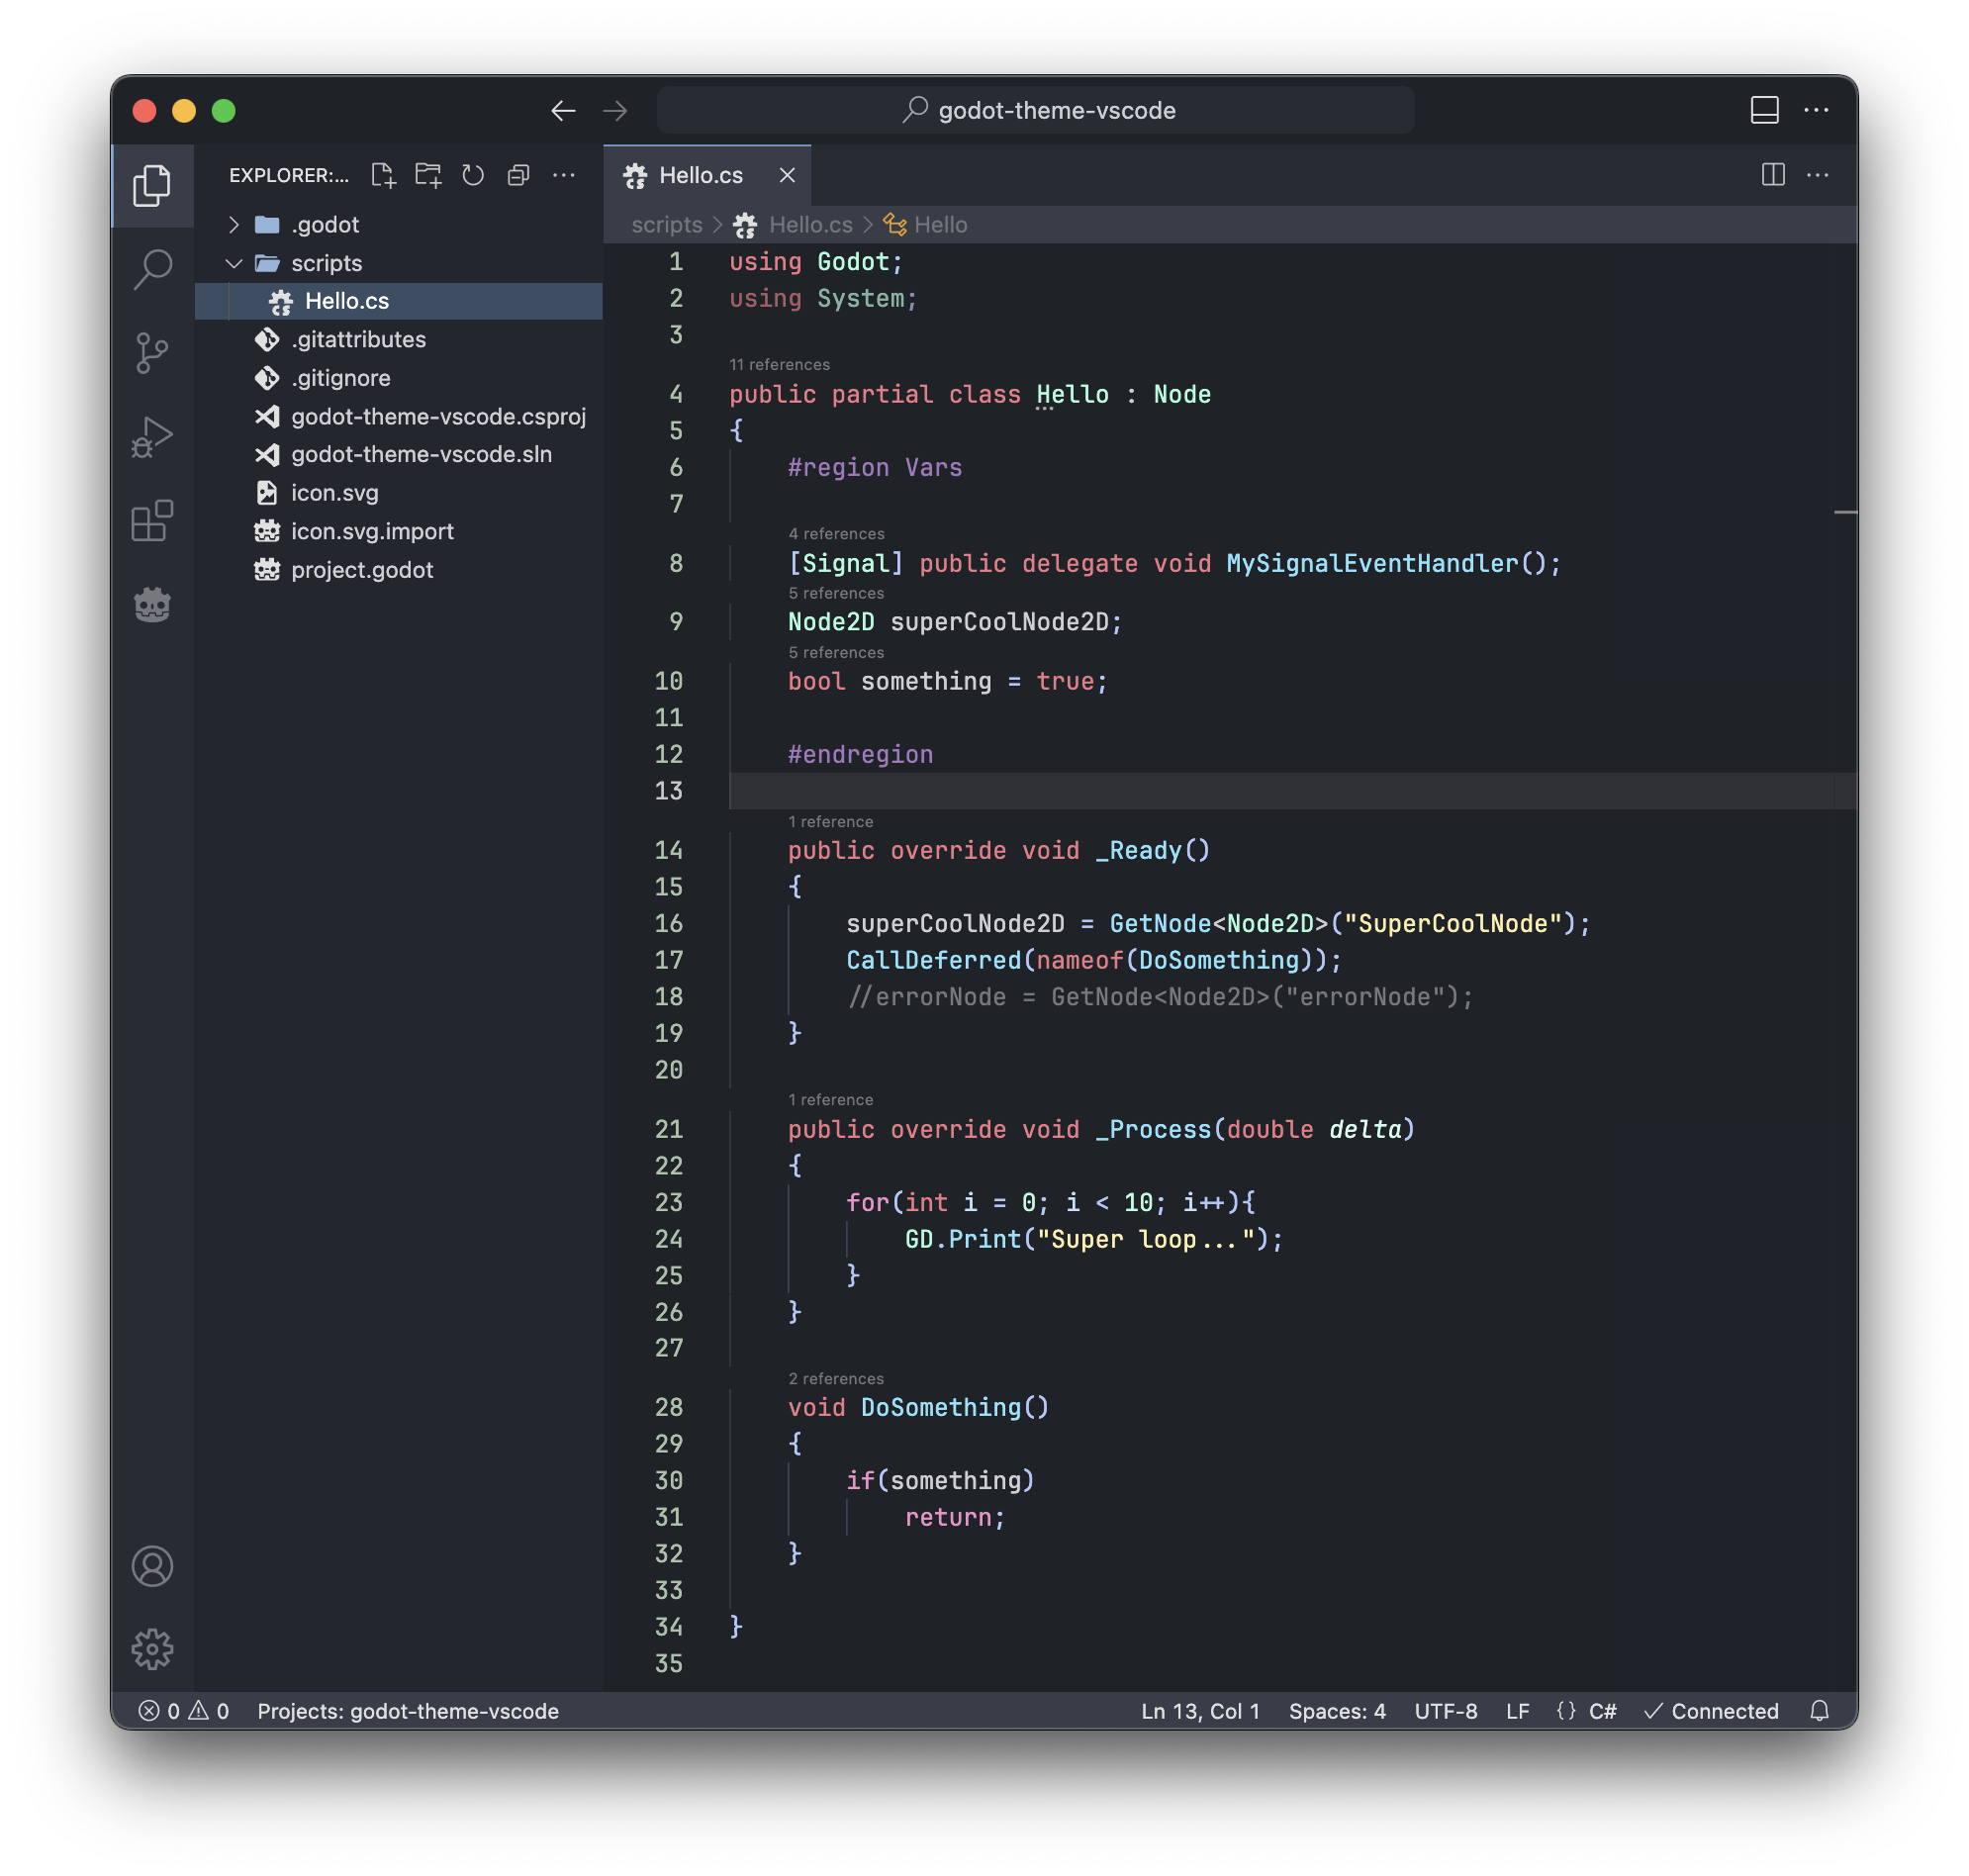 godot-theme-vscode
EXPLORER:...
Hello.cs
scripts > Hello.cs > Hello
.godot
scripts
Hello.cs
.gitattributes
.gitignore
godot-theme-vscode.csproj
godot-theme-vscode.sln
icon.svg
icon.svg.import
project.godot
1 using Godot;
2 using System;
3
11 references
4 public partial class Hello : Node
5 {
6 #region Vars
7
4 references
8 [Signal] public delegate void MySignalEventHandler();
5 references
9 Node2D superCoolNode2D;
5 references
10 bool something = true;
11
12 #endregion
13
1 reference
14 public override void _Ready()
15 {
16 superCoolNode2D = GetNode<Node2D>("SuperCoolNode");
17 CallDeferred(nameof(DoSomething));
18 //errorNode = GetNode<Node2D>("errorNode");
19 }
20
1 reference
21 public override void _Process(double delta)
22 {
23 for(int i = 0; i < 10; i++){
24 GD.Print("Super loop...");
25 }
26 }
27
2 references
28 void DoSomething()
29 {
30 if(something)
31 return;
32 }
33
34 }
35
0 0 Projects: godot-theme-vscode Ln 13, Col 1 Spaces: 4 UTF-8 LF {} C# Connected